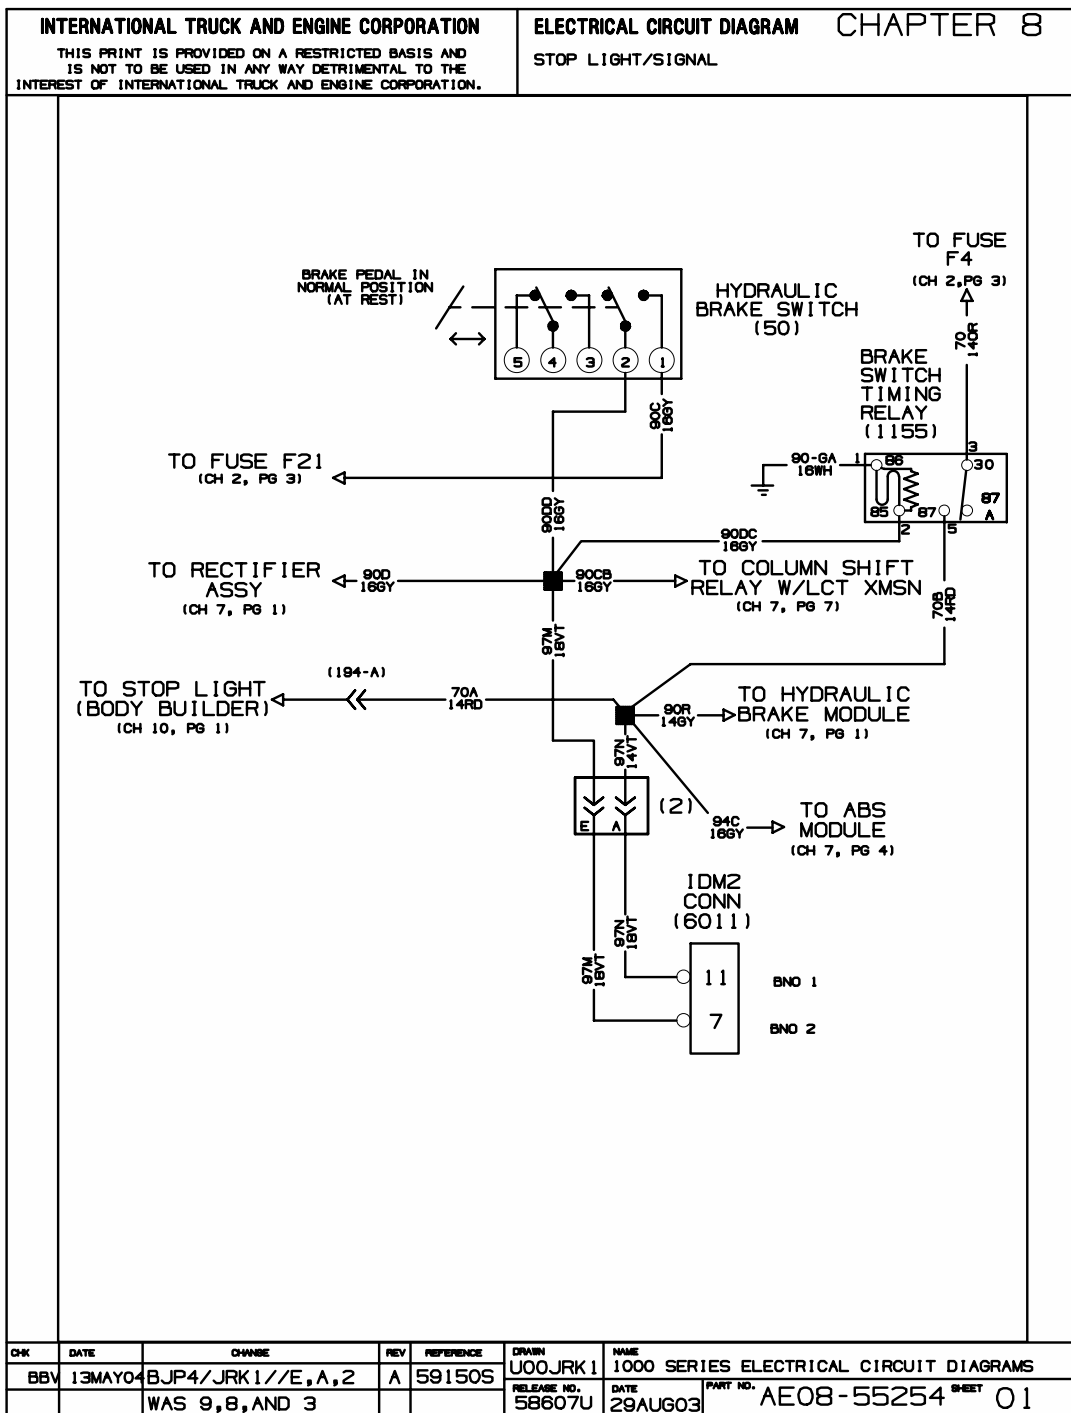 INTERNATIONAL TRUCK AND ENGINE CORPORATION
THIS PRINT IS PROVIDED ON A RESTRICTED BASIS AND
IS NOT TO BE USED IN ANY WAY DETRIMENTAL TO THE
INTEREST OF INTERNATIONAL TRUCK AND ENGINE CORPORATION.
ELECTRICAL CIRCUIT DIAGRAM
CHAPTER 8
STOP LIGHT/SIGNAL
TO FUSE
F4
(CH 2,PG 3)
BRAKE PEDAL IN
NORMAL POSITION
(AT REST)
HYDRAULIC
BRAKE SWITCH
(50)
5 4 3 2 1
70
14OR
BRAKE
SWITCH
TIMING
RELAY
(1155)
90C
16GY
TO FUSE F21
(CH 2, PG 3)
90-GA
16WH
1
86
3
30
85
87
87
A
2
5
90DD
16GY
90DC
16GY
TO RECTIFIER
ASSY
(CH 7, PG 1)
90D
16GY
90CB
16GY
TO COLUMN SHIFT
RELAY W/LCT XMSN
(CH 7, PG 7)
70B
14RD
97M
18VT
(194-A)
TO STOP LIGHT
(BODY BUILDER)
(CH 10, PG 1)
70A
14RD
90R
14GY
TO HYDRAULIC
BRAKE MODULE
(CH 7, PG 1)
97N
14VT
(2)
E A
94C
16GY
TO ABS
MODULE
(CH 7, PG 4)
IDM2
CONN
(6011)
97N
18VT
97M
18VT
11
BNO 1
7
BNO 2
CHK DATE CHANGE REV REFERENCE
BBV 13MAY04 BJP4/JRK1//E,A,2 A 59150S
WAS 9,8,AND 3
DRAWN
U00JRK1
NAME
1000 SERIES ELECTRICAL CIRCUIT DIAGRAMS
RELEASE NO.
58607U
DATE
29AUG03
PART NO.
AE08-55254
SHEET
01